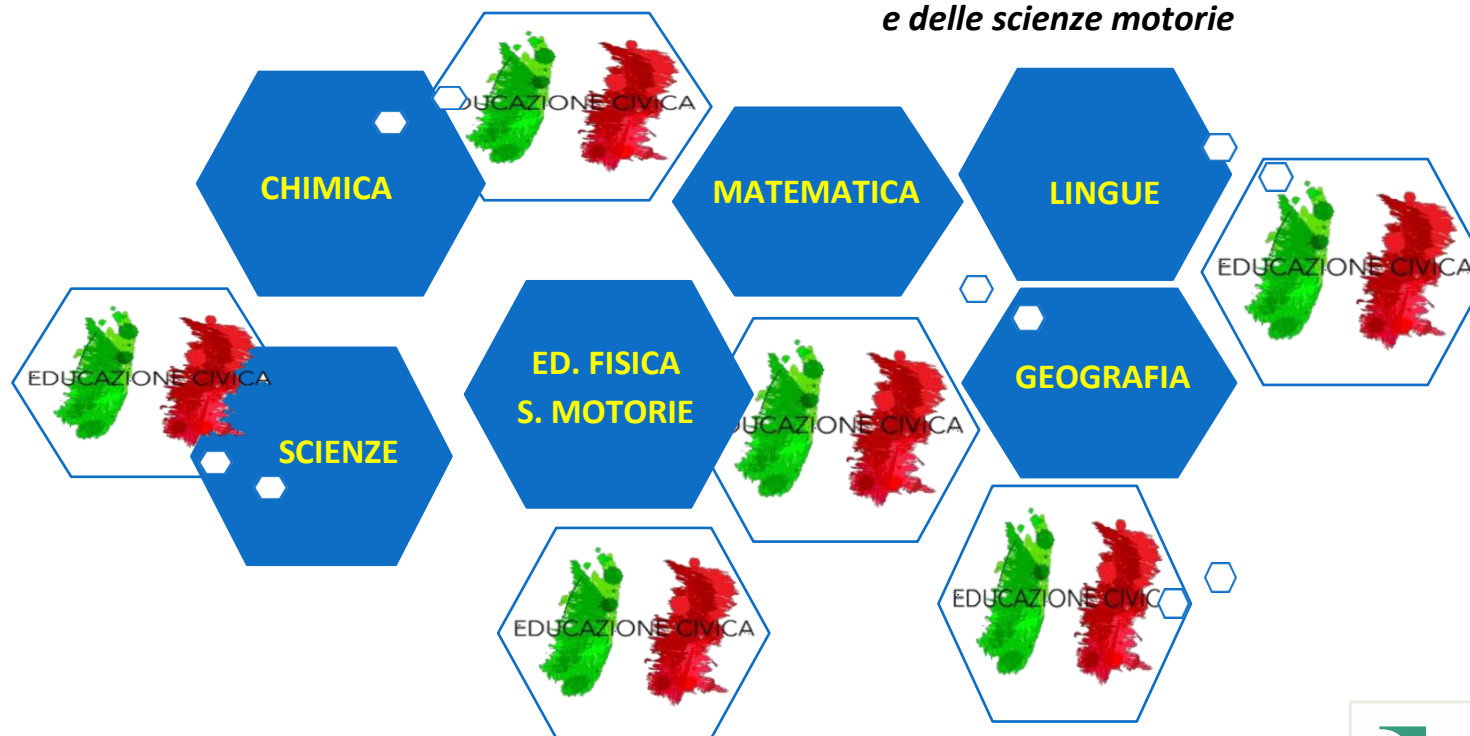 e delle scienze motorie
EDUCAZIONE CIVICA
CHIMICA
MATEMATICA
LINGUE
EDUCAZIONE CIVICA
EDUCAZIONE CIVICA
SCIENZE
ED. FISICA
S. MOTORIE
EDUCAZIONE CIVICA
GEOGRAFIA
EDUCAZIONE CIVICA
EDUCAZIONE CIVICA